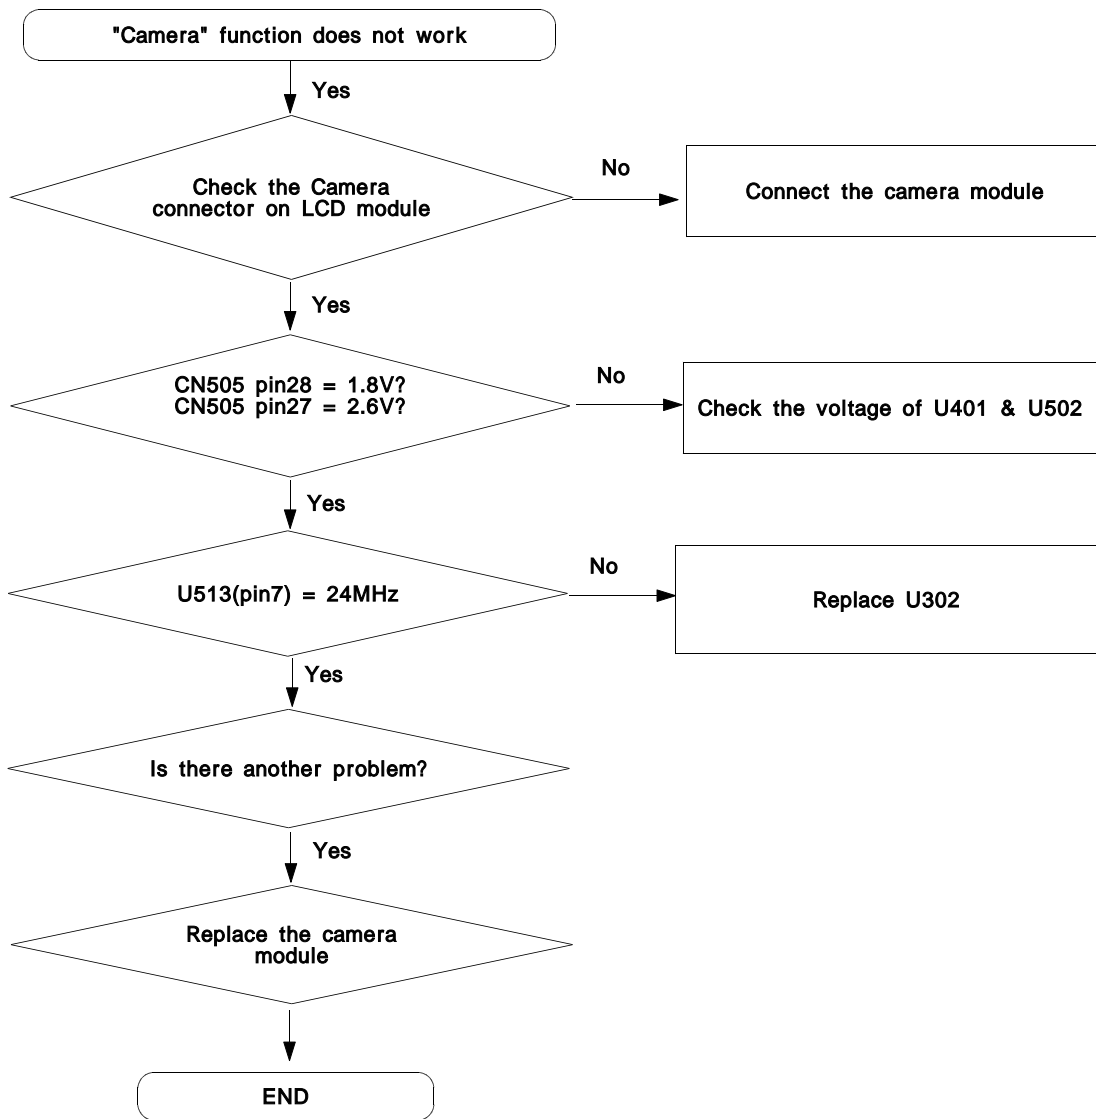 "Camera" function does not work
Yes
Check the Camera
connector on LCD module
No
Connect the camera module
Yes
CN505 pin28 = 1.8V?
CN505 pin27 = 2.6V?
No
Check the voltage of U401 & U502
Yes
U513(pin7) = 24MHz
No
Replace U302
Yes
Is there another problem?
Yes
Replace the camera
module
END